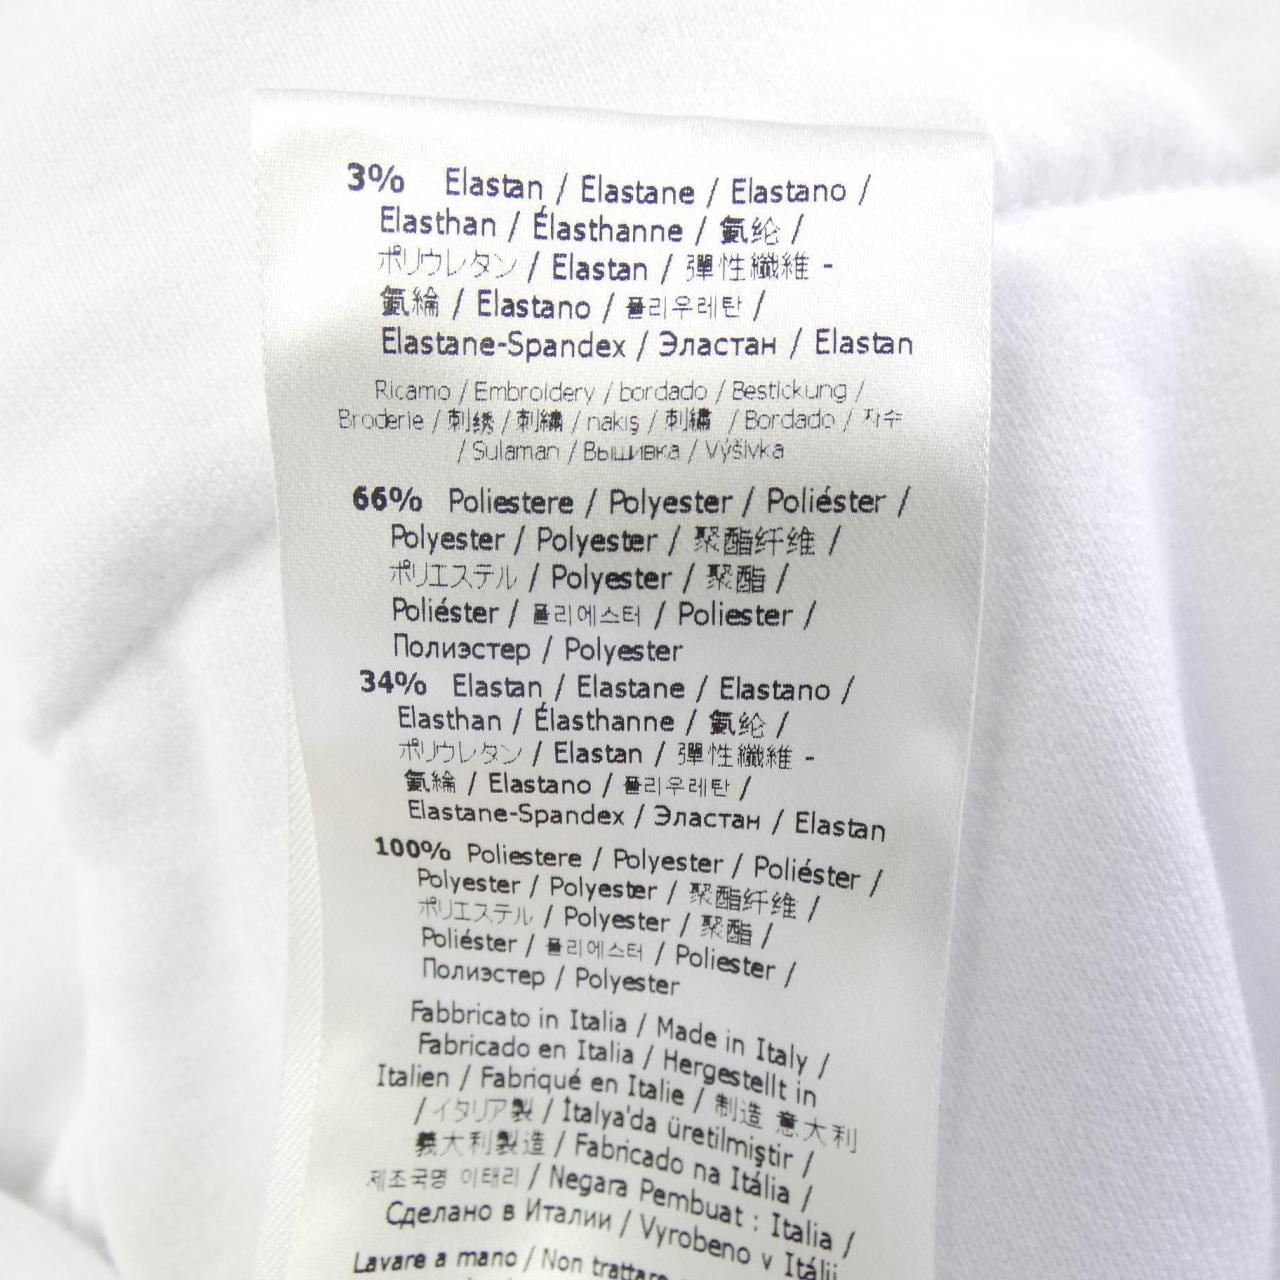 3% Elastan / Elastane / Elastano /
Elasthan / Élasthanne / 氨纶 /
ポリウレタン / Elastan / 彈性纖維 -
氨綸 / Elastano / 폴리우레탄 /
Elastane-Spandex / Эластан / Elastan
Ricamo / Embroidery / bordado / Bestickung /
Broderie / 刺绣 / 刺繍 / nakış / 刺繡 / Bordado / 자수
/ Sulaman / Вышивка / Výšivka
66% Poliestere / Polyester / Poliéster /
Polyester / Polyester / 聚酯纤维 /
ポリエステル / Polyester / 聚酯 /
Poliéster / 폴리에스터 / Poliester /
Полиэстер / Polyester
34% Elastan / Elastane / Elastano /
Elasthan / Élasthanne / 氨纶 /
ポリウレタン / Elastan / 彈性纖維 -
氨綸 / Elastano / 폴리우레탄 /
Elastane-Spandex / Эластан / Elastan
100% Poliestere / Polyester / Poliéster /
Polyester / Polyester / 聚酯纤维 /
ポリエステル / Polyester / 聚酯 /
Poliéster / 폴리에스터 / Poliester /
Полиэстер / Polyester
Fabbricato in Italia / Made in Italy /
Fabricado en Italia / Hergestellt in
Italien / Fabriqué en Italie / 制造 意大利
/ イタリア製 / İtalya'da üretilmiştir /
義大利製造 / Fabricado na Itália /
제조국명 이태리 / Negara Pembuat : Italia /
Сделано в Италии / Vyrobeno v Itálii
Lavare a mano / Non trattare